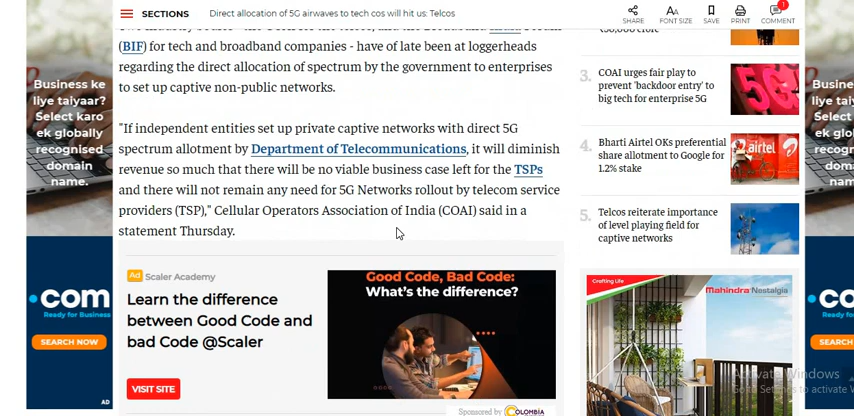 SECTIONS
Direct allocation of 5G airwaves to tech cos will hit us: Telcos
SHARE
FONT SIZE
SAVE
PRINT
1
COMMENT
(BIF) for tech and broadband companies - have of late been at loggerheads
regarding the direct allocation of spectrum by the government to enterprises
to set up captive non-public networks.
"If independent entities set up private captive networks with direct 5G
spectrum allotment by Department of Telecommunications, it will diminish
revenue so much that there will be no viable business case left for the TSPs
and there will not remain any need for 5G Networks rollout by telecom service
providers (TSP)," Cellular Operators Association of India (COAI) said in a
statement Thursday.
Ad Scaler Academy
Learn the difference
between Good Code and
bad Code @Scaler
VISIT SITE
Good Code, Bad Code:
What's the difference?
Sponsored by COLOMBIA
3. COAI urges fair play to
prevent 'backdoor entry' to
big tech for enterprise 5G
5G
4. Bharti Airtel OKs preferential
share allotment to Google for
1.2% stake
airtel
5. Telcos reiterate importance
of level playing field for
captive networks
Crafting Life
Mahindra Nestalgia
Activate Windows
Business ke
liye taiyaar?
Select karo
ek globally
recognised
domain
name.
.com
Ready for Business
SEARCH NOW
AD
Busine
liye taiy
Select
ek glob
recogni
doma
nam
.co
Ready for
SEARCH